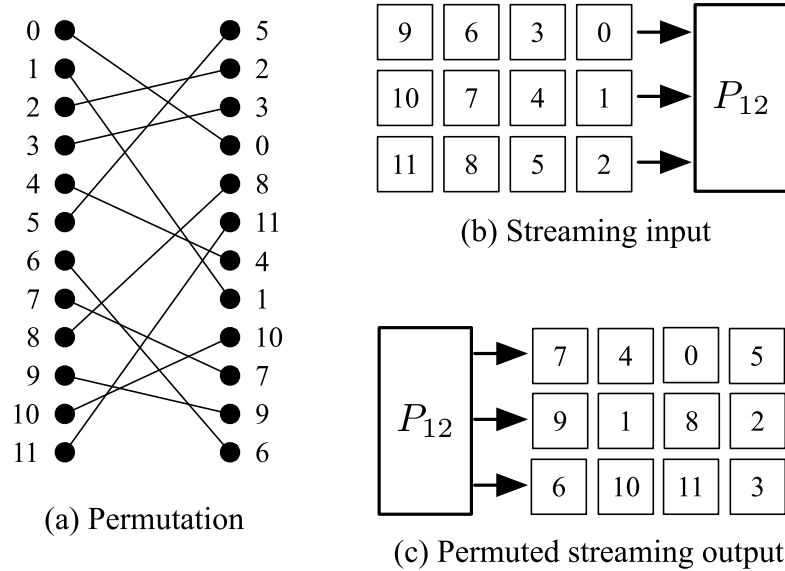 0 5
1 2
2 3
3 0
4 8
5 11
6 4
7 1
8 10
9 7
10 9
11 6
(a) Permutation
9 6 3 0
10 7 4 1 P12
11 8 5 2
(b) Streaming input
7 4 0 5
P12 9 1 8 2
6 10 11 3
(c) Permuted streaming output